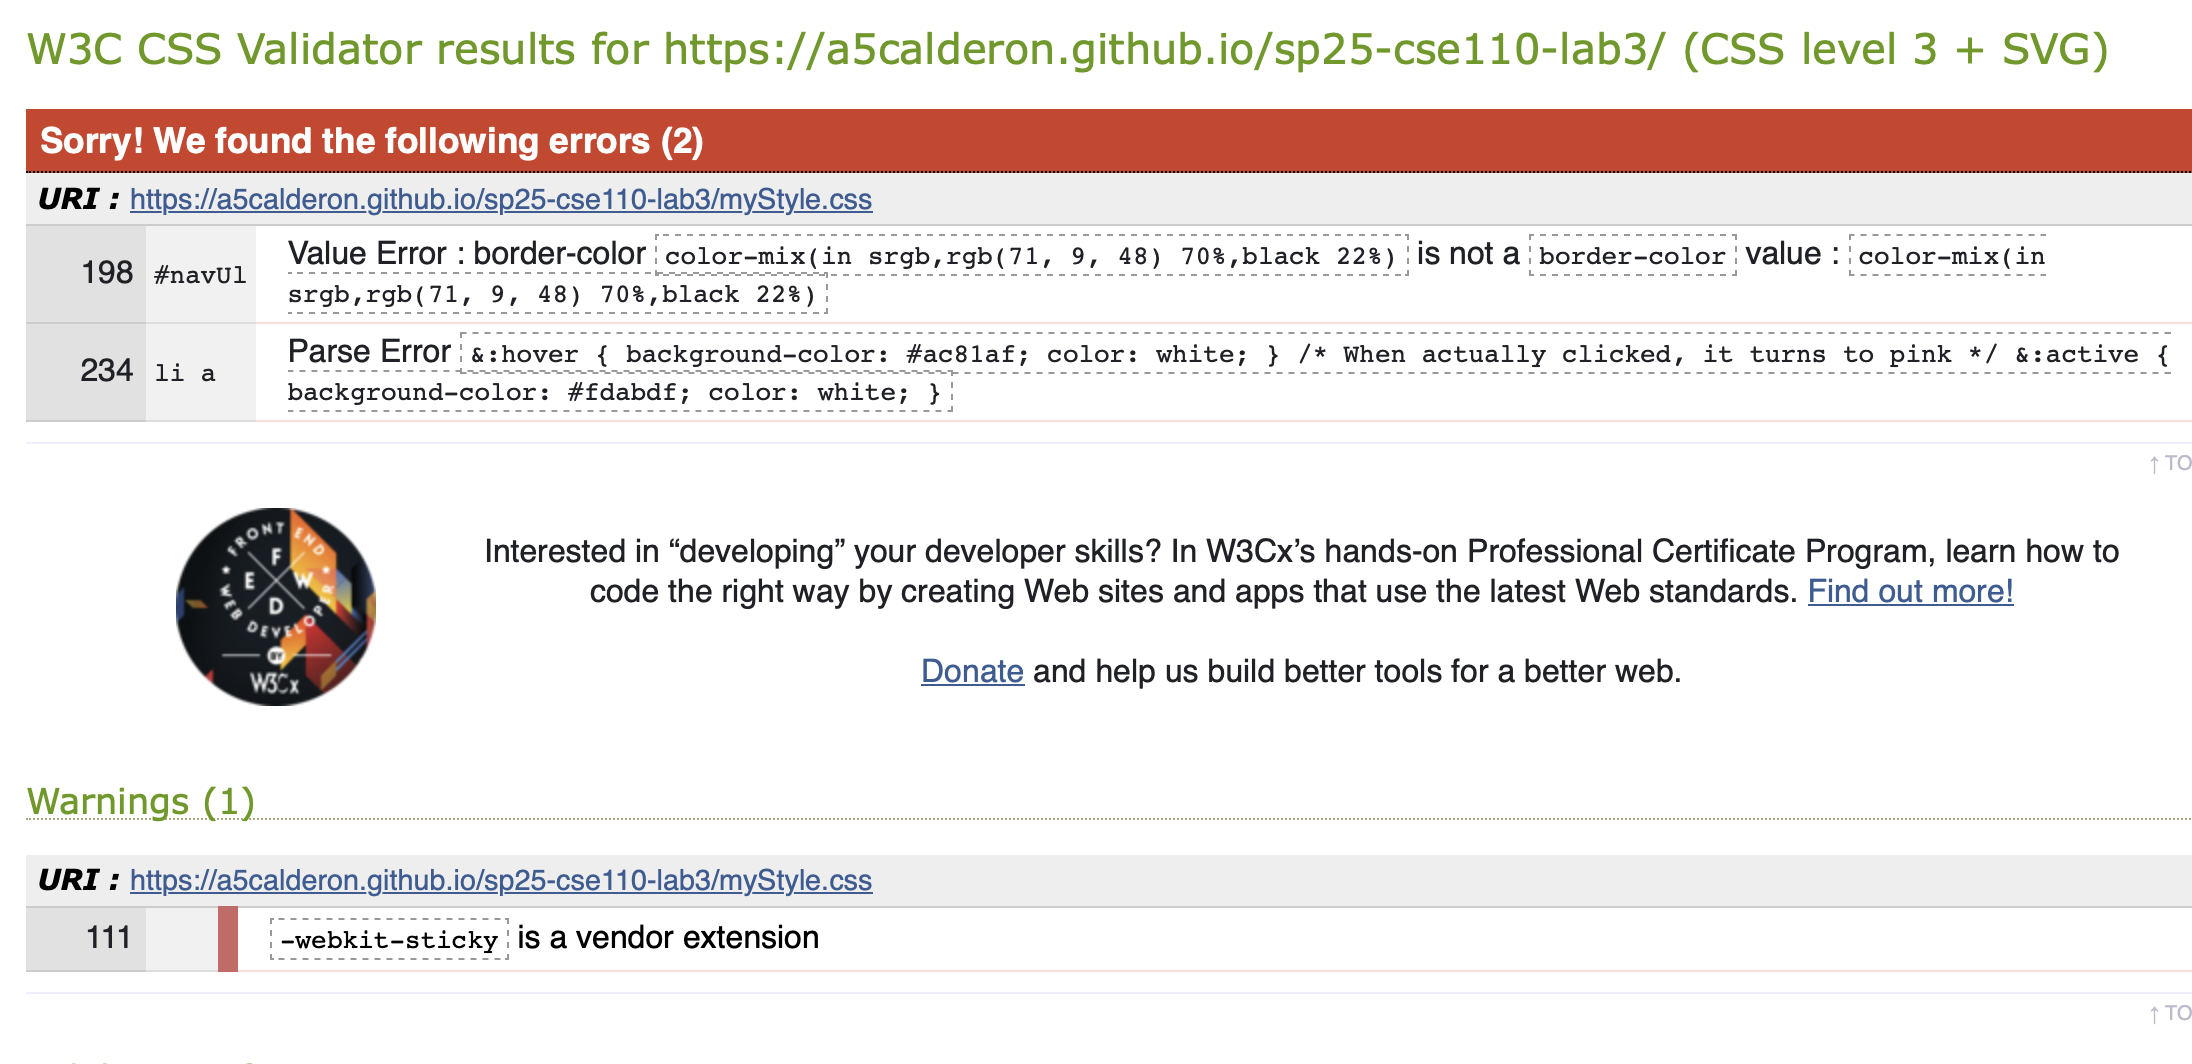 W3C CSS Validator results for https://a5calderon.github.io/sp25-cse110-lab3/ (CSS level 3 + SVG)
Sorry! We found the following errors (2)
URI : https://a5calderon.github.io/sp25-cse110-lab3/myStyle.css
198 #navUl Value Error : border-color color-mix(in srgb,rgb(71, 9, 48) 70%,black 22%) is not a border-color value : color-mix(in
srgb,rgb(71, 9, 48) 70%,black 22%)
234 li a Parse Error &:hover { background-color: #ac81af; color: white; } /* When actually clicked, it turns to pink */ &:active {
background-color: #fdabdf; color: white; }
↑ TO
FRONT END
WEB DEVELOPER
F
E W
D
BY
W3Cx
Interested in “developing” your developer skills? In W3Cx’s hands-on Professional Certificate Program, learn how to
code the right way by creating Web sites and apps that use the latest Web standards. Find out more!
Donate and help us build better tools for a better web.
Warnings (1)
URI : https://a5calderon.github.io/sp25-cse110-lab3/myStyle.css
111 -webkit-sticky is a vendor extension
↑ TO